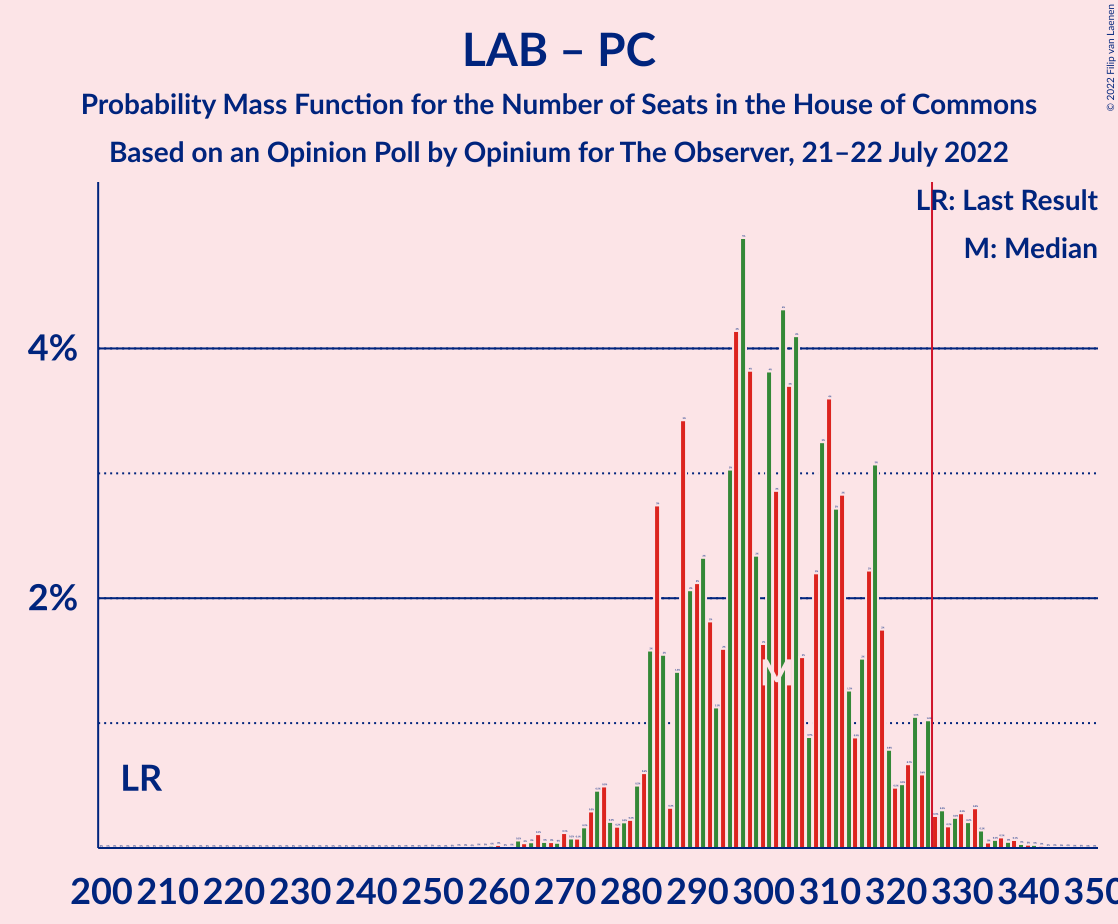 LAB – PC
Probability Mass Function for the Number of Seats in the House of Commons
Based on an Opinion Poll by Opinium for The Observer, 21–22 July 2022
© 2022 Filip van Laenen
LR: Last Result
M: Median
4%
2%
M
LR
200 210 220 230 240 250 260 270 280 290 300 310 320 330 340 350